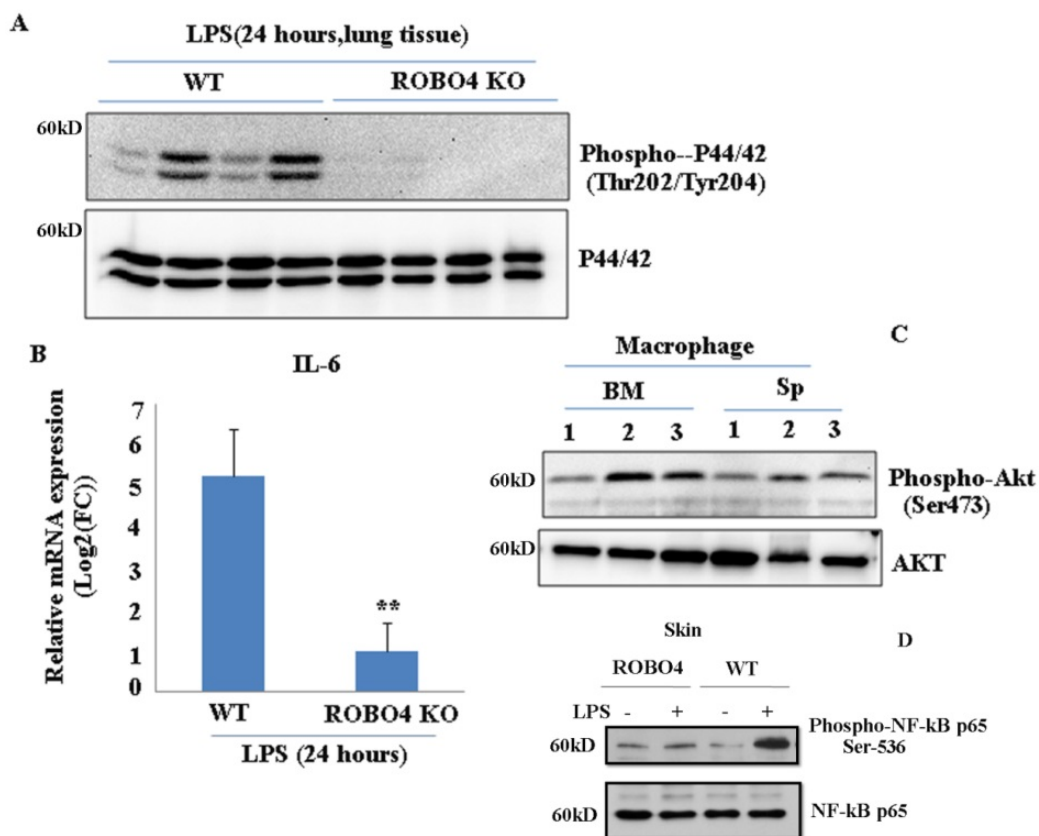 A
LPS(24 hours,lung tissue)
WT ROBO4 KO
60kD
Phospho--P44/42
(Thr202/Tyr204)
60kD
P44/42
B
IL-6
Relative mRNA expression
(Log2(FC))
7
6
5
4
3
2
1
0
**
WT ROBO4 KO
LPS (24 hours)
C
Macrophage
BM Sp
1 2 3 1 2 3
60kD
Phospho-Akt
(Ser473)
60kD
AKT
D
Skin
ROBO4 WT
LPS - + - +
60kD
Phospho-NF-kB p65
Ser-536
60kD
NF-kB p65